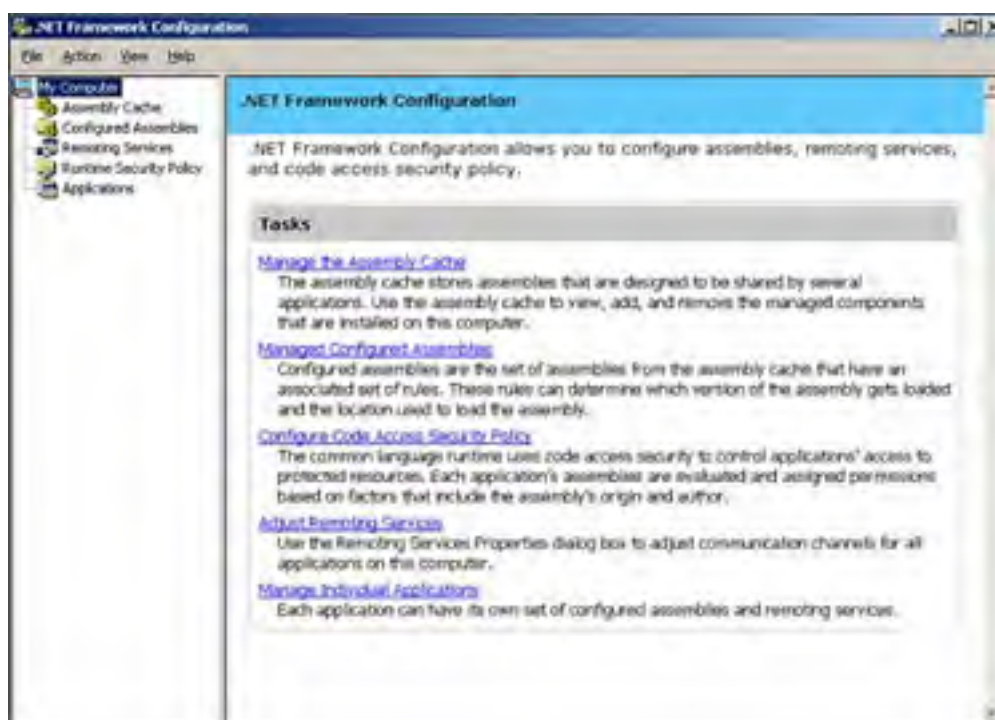 .NET Framework Configuration
File Action View Help
My Computer
Assembly Cache
Configured Assemblies
Remoting Services
Runtime Security Policy
Applications
.NET Framework Configuration
.NET Framework Configuration allows you to configure assemblies, remoting services,
and code access security policy.
Tasks
Manage the Assembly Cache
The assembly cache stores assemblies that are designed to be shared by several
applications. Use the assembly cache to view, add, and remove the managed components
that are installed on this computer.
Managed Configured Assemblies
Configured assemblies are the set of assemblies from the assembly cache that have an
associated set of rules. These rules can determine which version of the assembly gets loaded
and the location used to load the assembly.
Configure Code Access Security Policy
The common language runtime uses code access security to control applications' access to
protected resources. Each application's assemblies are evaluated and assigned permissions
based on factors that include the assembly's origin and author.
Adjust Remoting Services
Use the Remoting Services Properties dialog box to adjust communication channels for all
applications on this computer.
Manage Individual Applications
Each application can have its own set of configured assemblies and remoting services.